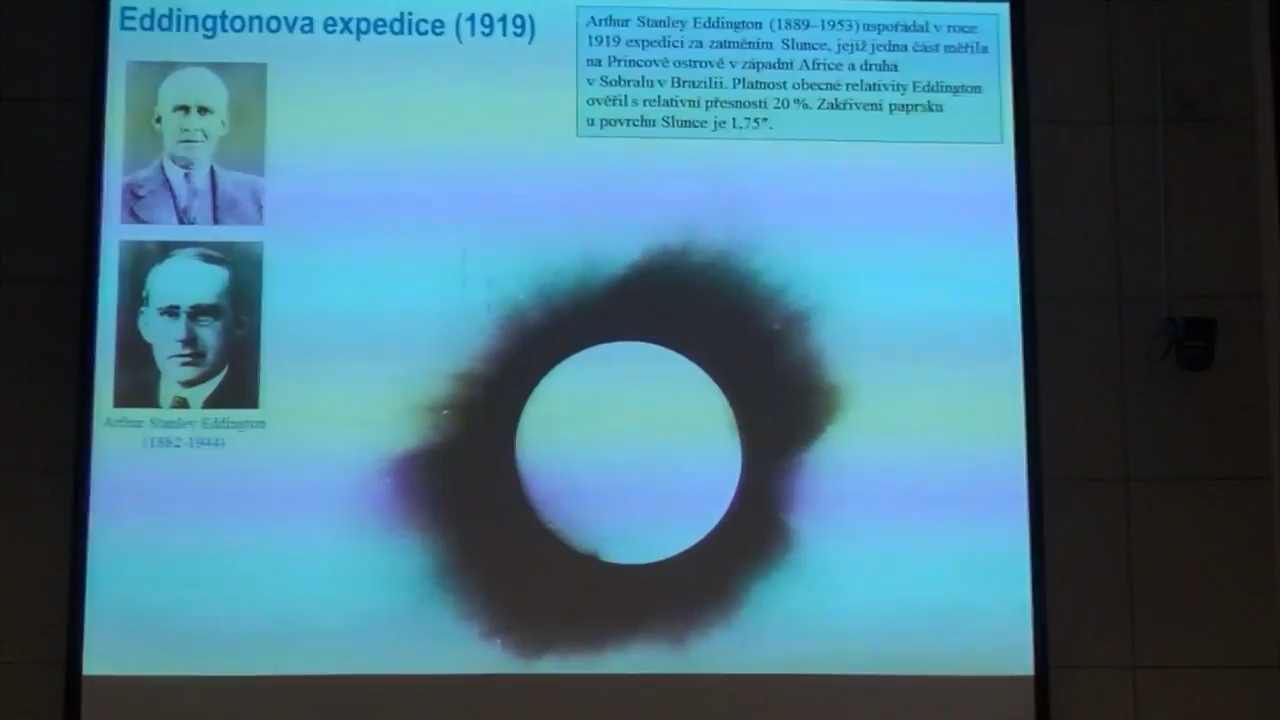 Eddingtonova expedice (1919)
Arthur Stanley Eddington (1889–1953) uspořádal v roce
1919 expedici za zatměním Slunce, jejíž jedna část měřila
na Princově ostrově v západní Africe a druhá
v Sobralu v Brazílii. Platnost obecné relativity Eddington
ověřil s relativní přesností 20 %. Zakřivení paprsku
u povrchu Slunce je 1,75″.
Arthur Stanley Eddington
(1882-1944)